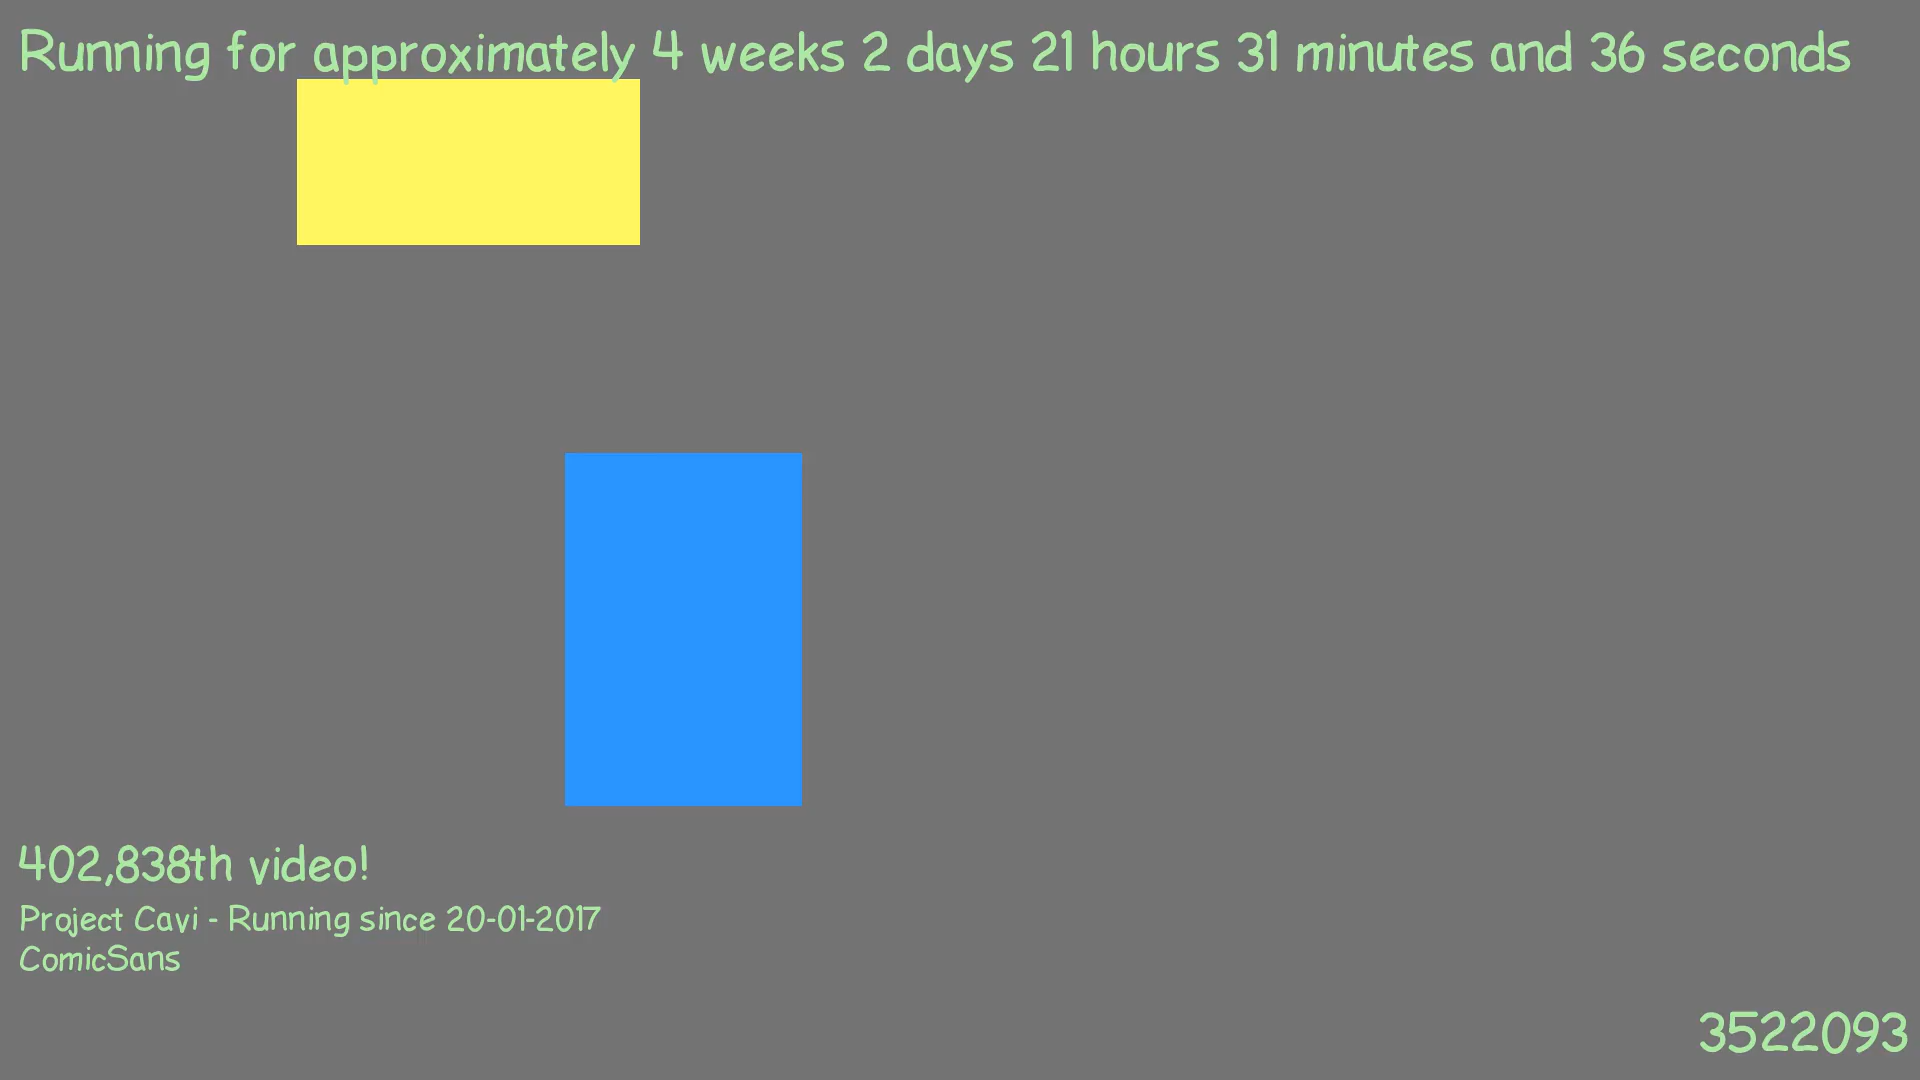 Running for approximately 4 weeks 2 days 21 hours 31 minutes and 36 seconds
402,838th video!
Project Cavi - Running since 20-01-2017
ComicSans
3522093